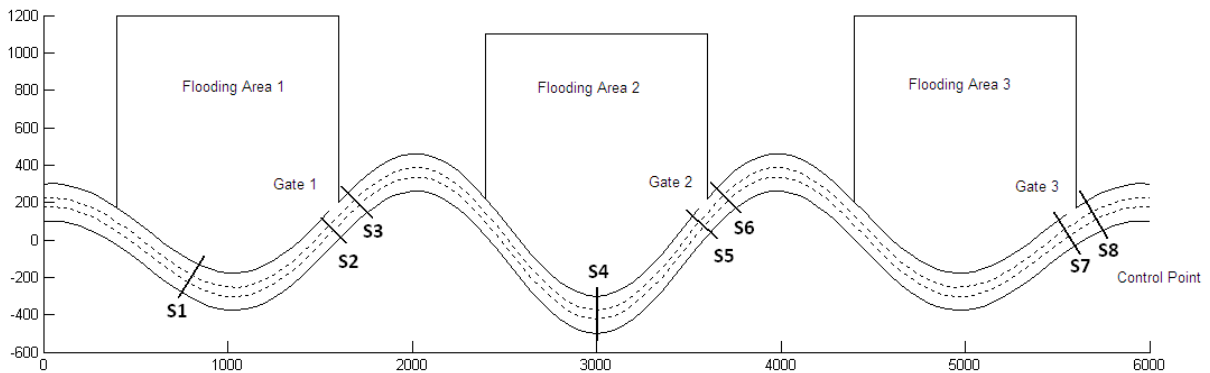 1200
1000
800
600
400
200
0
-200
-400
-600
Flooding Area 1
Flooding Area 2
Flooding Area 3
Gate 1
Gate 2
Gate 3
S1
S2
S3
S4
S5
S6
S7
S8
Control Point
0 1000 2000 3000 4000 5000 6000